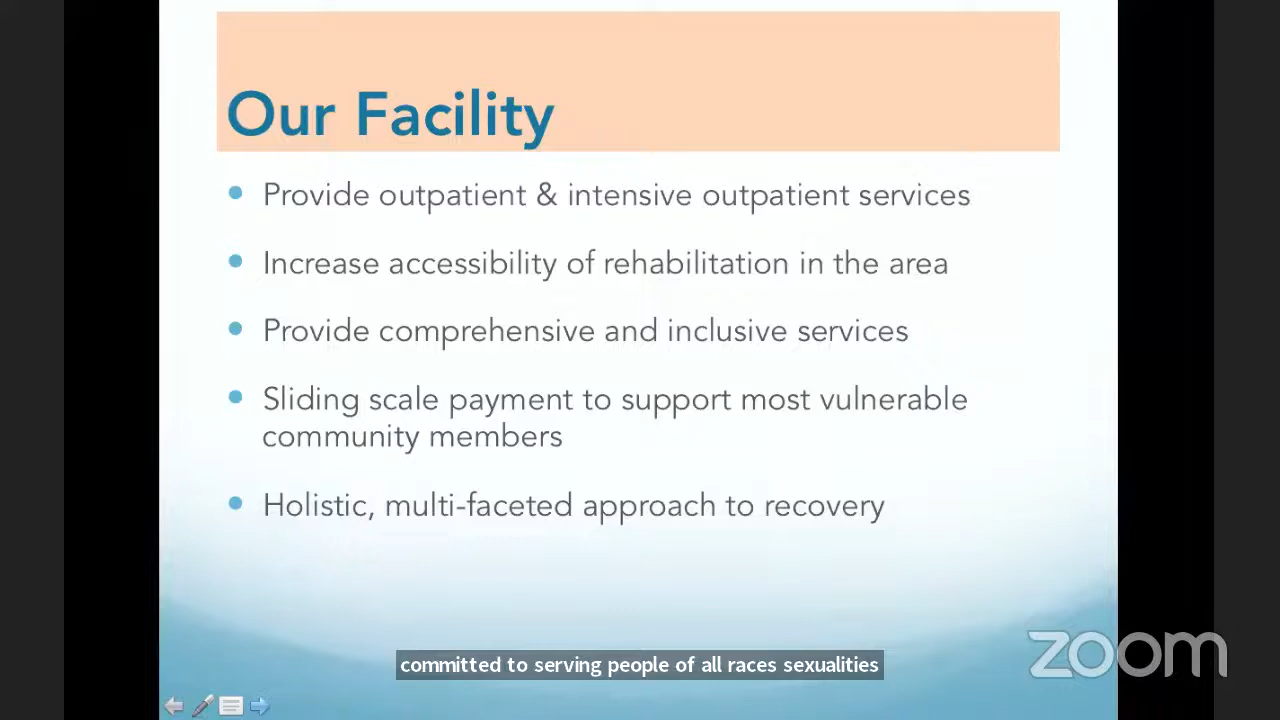 Our Facility
Provide outpatient & intensive outpatient services
Increase accessibility of rehabilitation in the area
Provide comprehensive and inclusive services
Sliding scale payment to support most vulnerable
community members
Holistic, multi-faceted approach to recovery
committed to serving people of all races sexualities
zoom